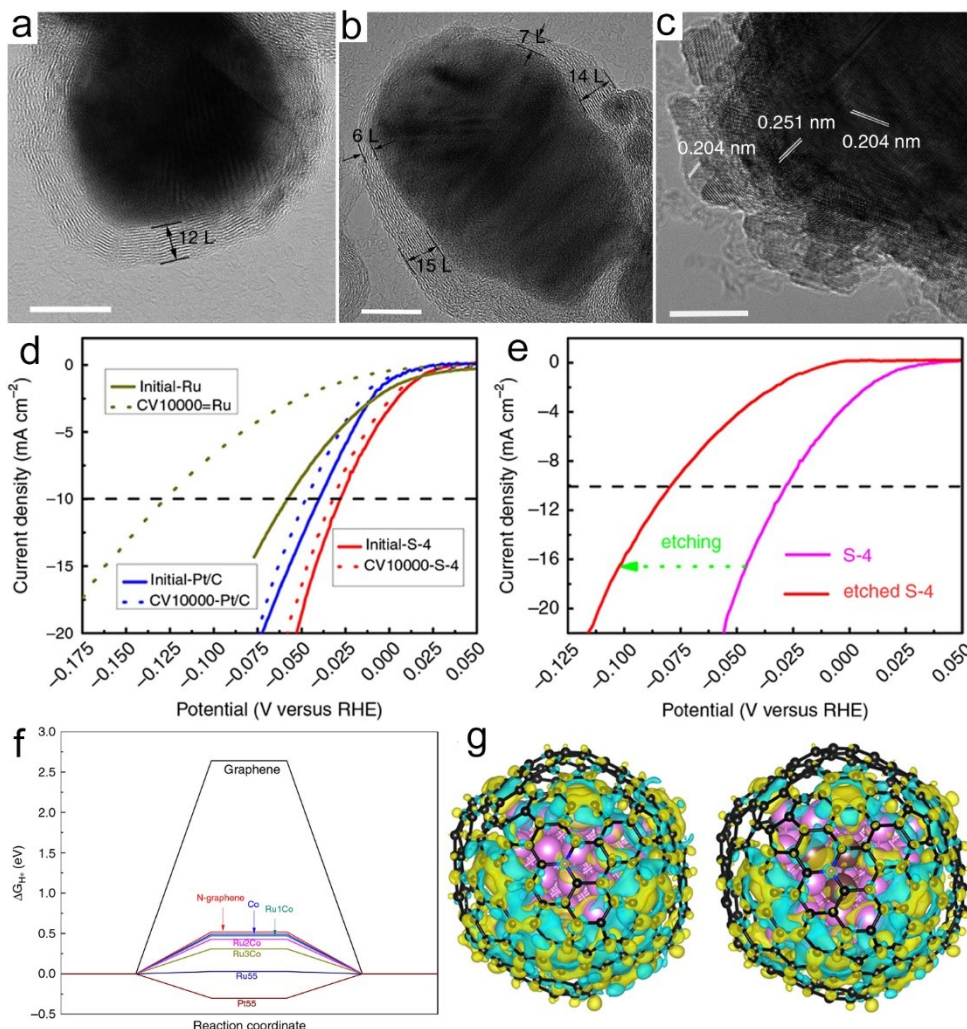 a
12 L
b
7 L
14 L
6 L
15 L
c
0.204 nm
0.251 nm
0.204 nm
d
0
−5
−10
−15
−20
Initial-Ru
CV10000=Ru
Initial-Pt/C
CV10000-Pt/C
Initial-S-4
CV10000-S-4
−0.175
−0.150
−0.125
−0.100
−0.075
−0.050
−0.025
0.000
0.025
0.050
Potential (V versus RHE)
Current density (mA cm⁻²)
e
0
−4
−8
−12
−16
−20
etching
S-4
etched S-4
−0.125
−0.100
−0.075
−0.050
−0.025
0.000
0.025
0.050
Potential (V versus RHE)
Current density (mA cm⁻²)
f
3.0
2.5
2.0
1.5
1.0
0.5
0.0
−0.5
ΔG_H* (eV)
Graphene
N-graphene
Co
Ru1Co
Ru2Co
Ru3Co
Ru55
Pt55
Reaction coordinate
g